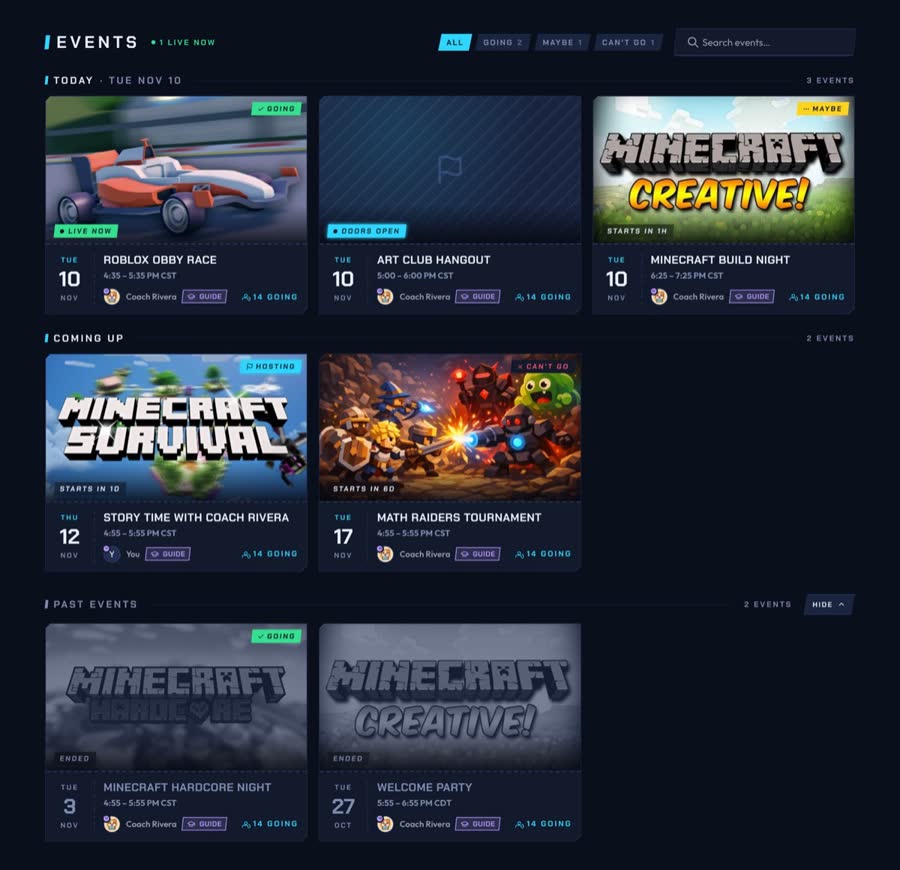 EVENTS
1 LIVE NOW
ALL
GOING 2
MAYBE 1
CAN'T GO 1
Search events...
TODAY · TUE NOV 10
3 EVENTS
GOING
LIVE NOW
TUE
10
NOV
ROBLOX OBBY RACE
4:35 – 5:35 PM CST
Coach Rivera
GUIDE
14 GOING
DOORS OPEN
TUE
10
NOV
ART CLUB HANGOUT
5:00 – 6:00 PM CST
Coach Rivera
GUIDE
14 GOING
MAYBE
MINECRAFT
CREATIVE!
STARTS IN 1H
TUE
10
NOV
MINECRAFT BUILD NIGHT
6:25 – 7:25 PM CST
Coach Rivera
GUIDE
14 GOING
COMING UP
2 EVENTS
HOSTING
MINECRAFT
SURVIVAL
STARTS IN 1D
THU
12
NOV
STORY TIME WITH COACH RIVERA
4:55 – 5:55 PM CST
Y
You
GUIDE
14 GOING
CAN'T GO
STARTS IN 6D
TUE
17
NOV
MATH RAIDERS TOURNAMENT
4:55 – 5:55 PM CST
Coach Rivera
GUIDE
14 GOING
PAST EVENTS
2 EVENTS
HIDE
GOING
MINECRAFT
HARDCORE
ENDED
TUE
3
NOV
MINECRAFT HARDCORE NIGHT
4:55 – 5:55 PM CST
Coach Rivera
GUIDE
14 GOING
MINECRAFT
CREATIVE!
ENDED
TUE
27
OCT
WELCOME PARTY
5:55 – 6:55 PM CDT
Coach Rivera
GUIDE
14 GOING